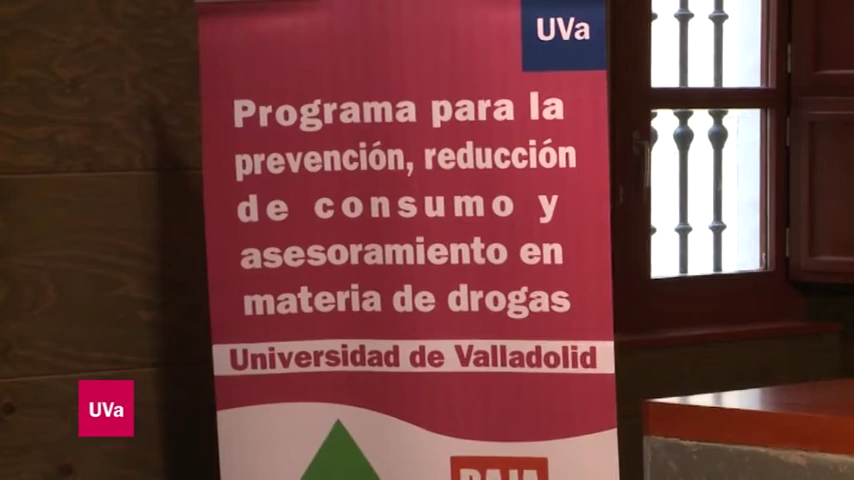 UVa
Programa para la
prevención, reducción
de consumo y
asesoramiento en
materia de drogas
Universidad de Valladolid
UVa